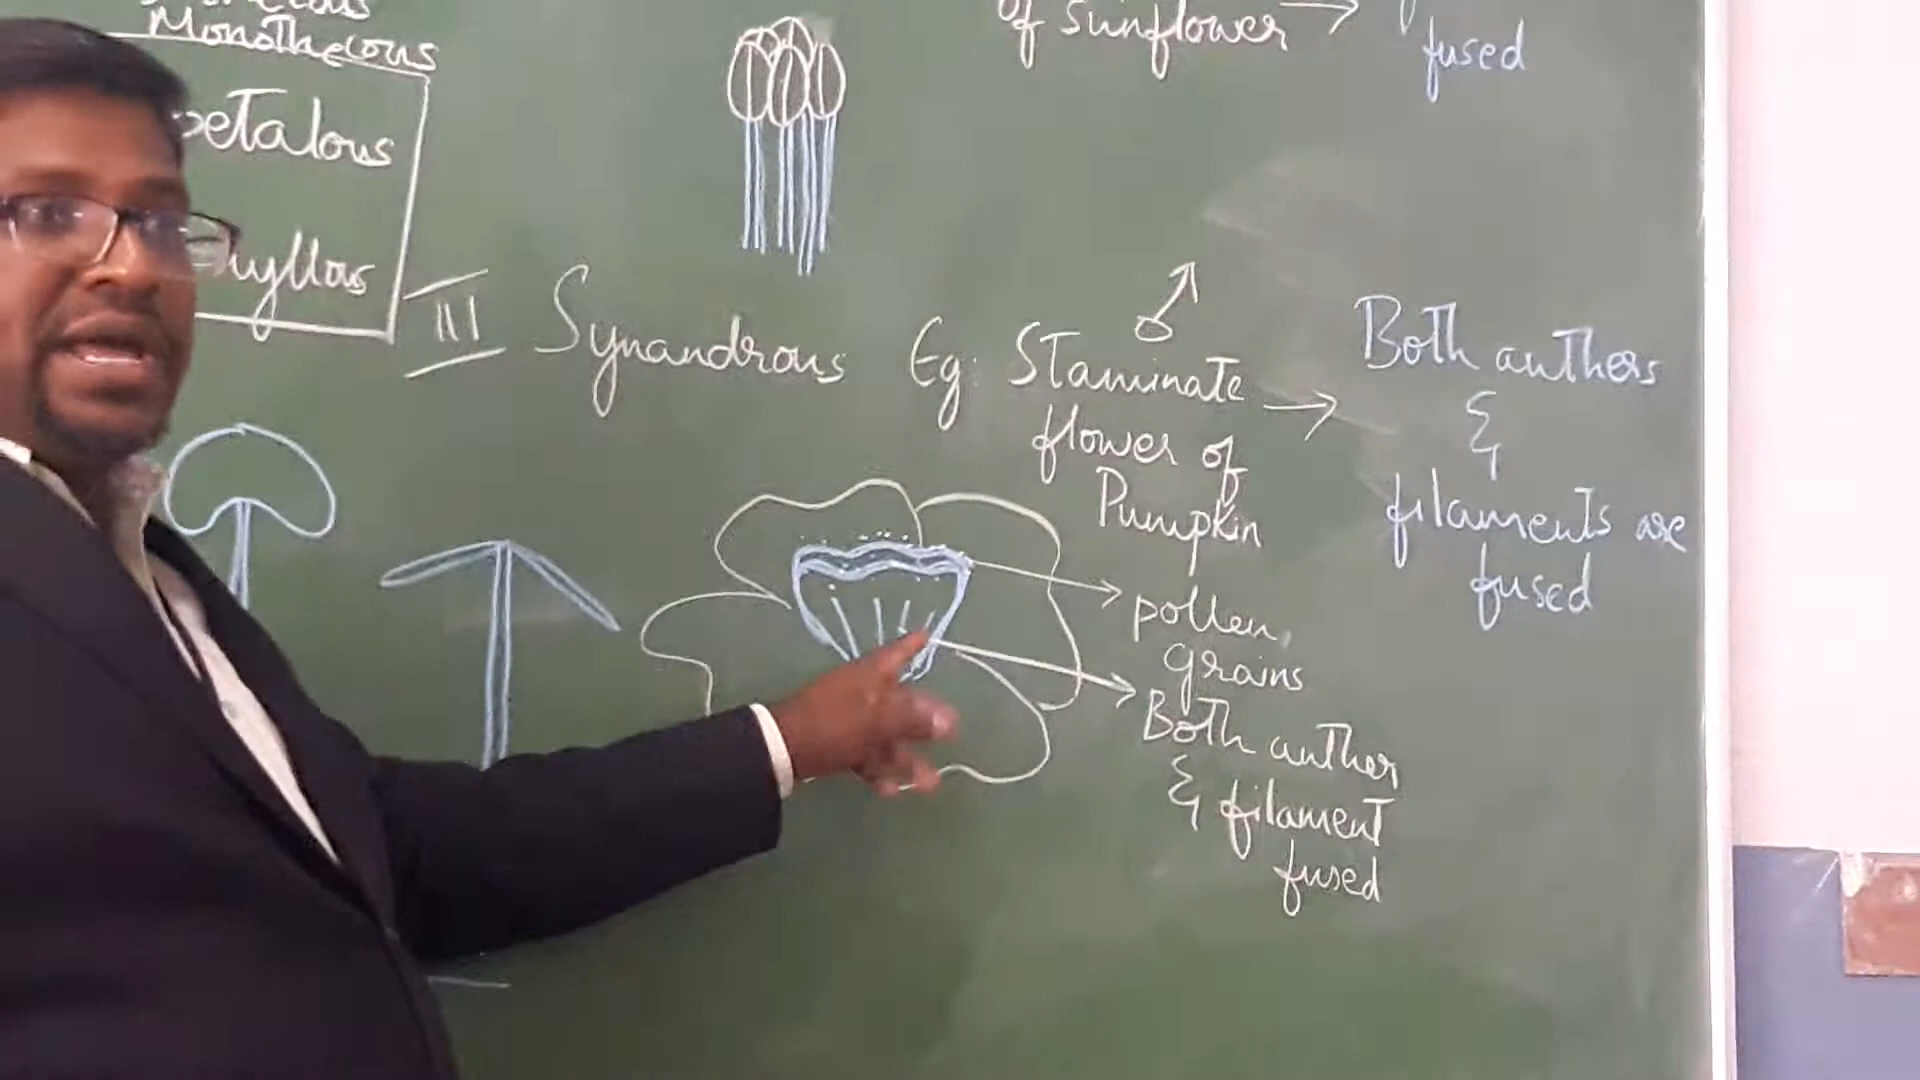 Monothecous
petalous
hyllous
of Sunflower →
fused
III Synandrous Eg: Staminate →
flower of
Pumpkin
♂
Both anthers
&
filaments are
fused
pollen
grains
Both anther
& filament
fused